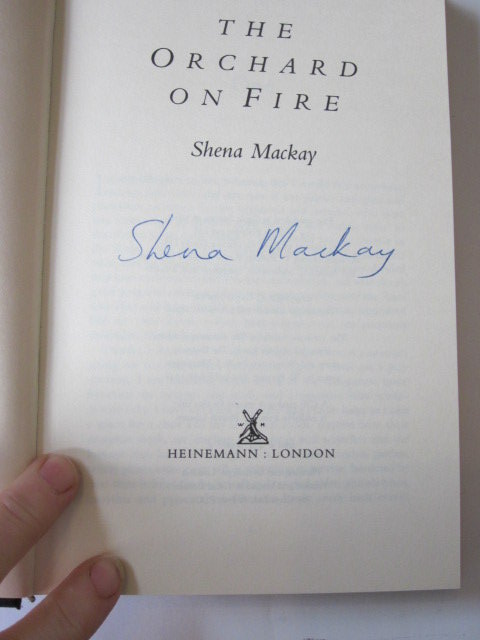 THE
ORCHARD
ON FIRE
Shena Mackay
Shena Mackay
W H
HEINEMANN : LONDON